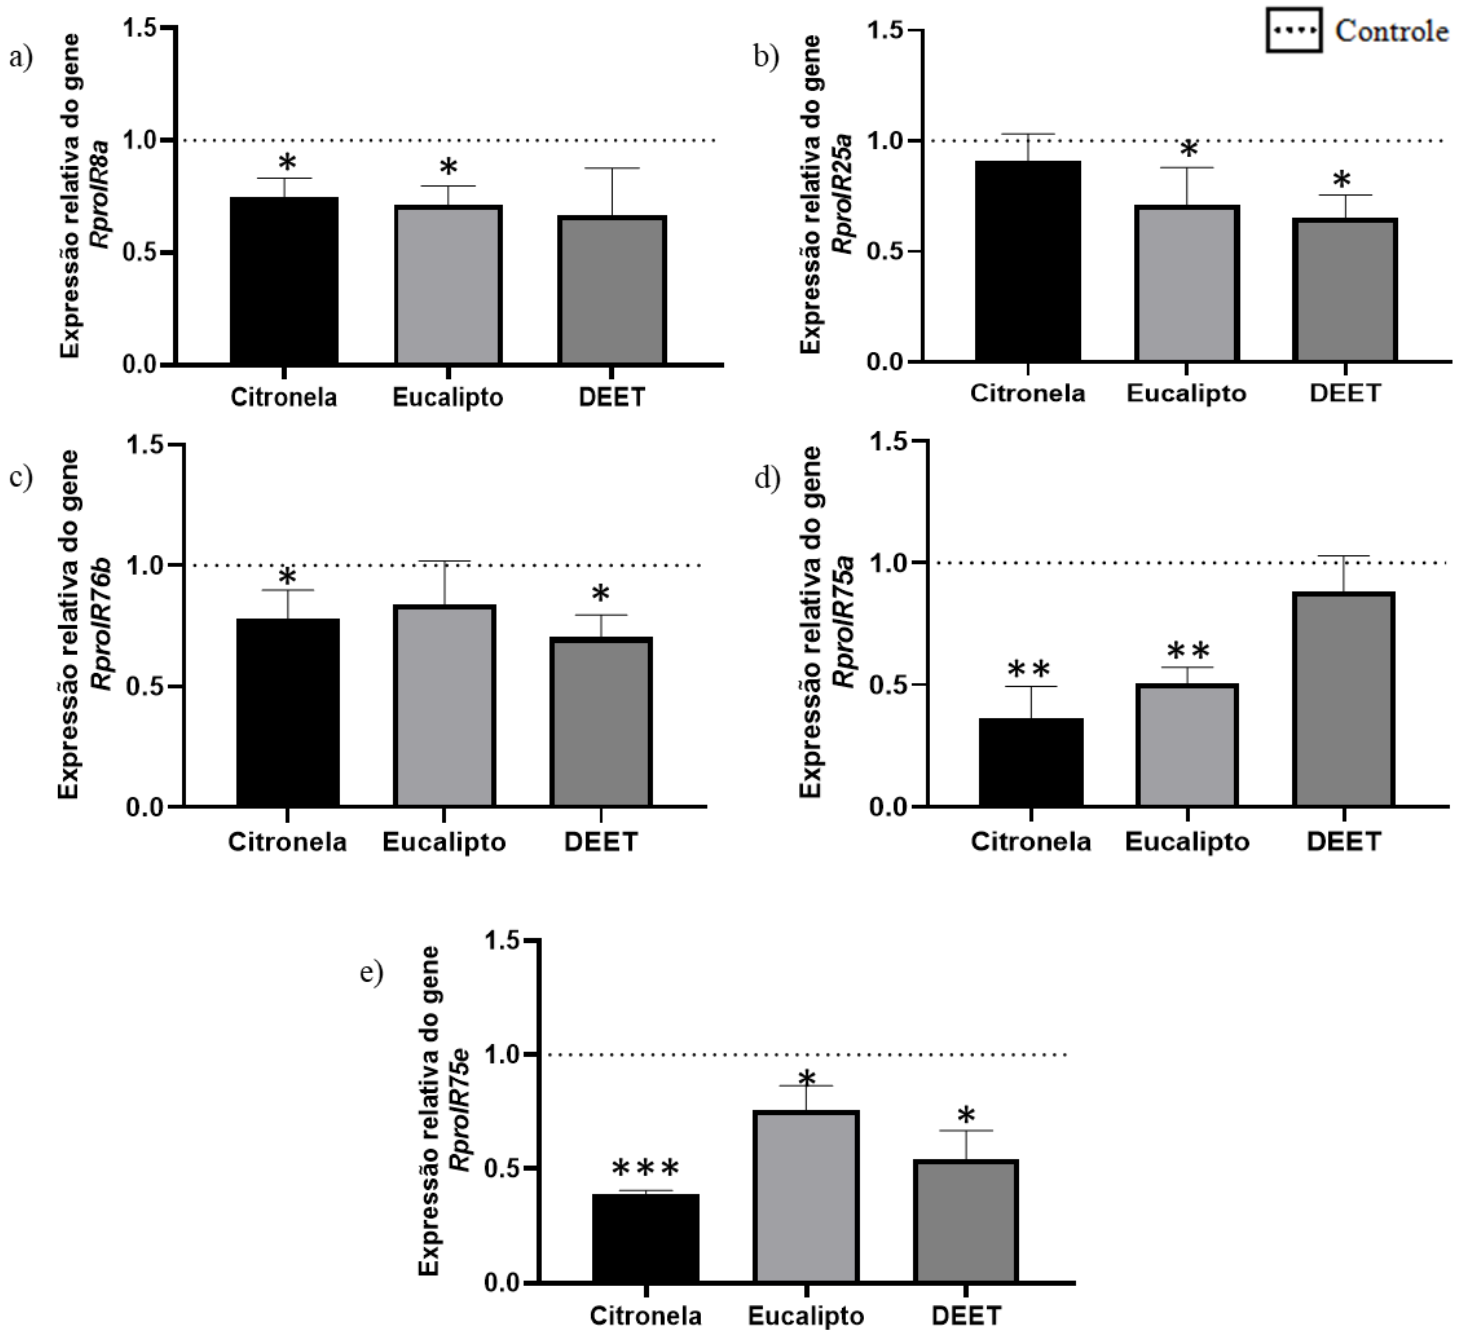 a)
Expressão relativa do gene
RproIR8a
1.5
1.0
0.5
0.0
*
*
Citronela
Eucalipto
DEET
b)
Controle
Expressão relativa do gene
RproIR25a
1.5
1.0
0.5
0.0
*
*
Citronela
Eucalipto
DEET
c)
Expressão relativa do gene
RproIR76b
1.5
1.0
0.5
0.0
*
*
Citronela
Eucalipto
DEET
d)
Expressão relativa do gene
RproIR75a
1.5
1.0
0.5
0.0
**
**
Citronela
Eucalipto
DEET
e)
Expressão relativa do gene
RproIR75e
1.5
1.0
0.5
0.0
***
*
*
Citronela
Eucalipto
DEET